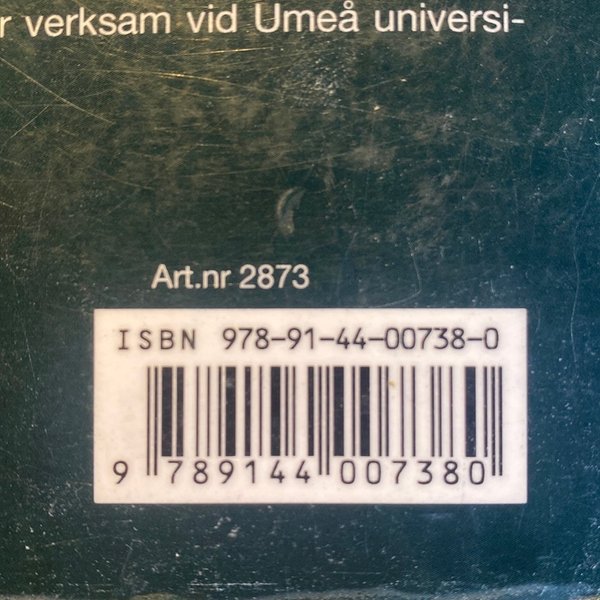 r verksam vid Umeå universi-
Art.nr 2873
ISBN 978-91-44-00738-0
9 789144 007380